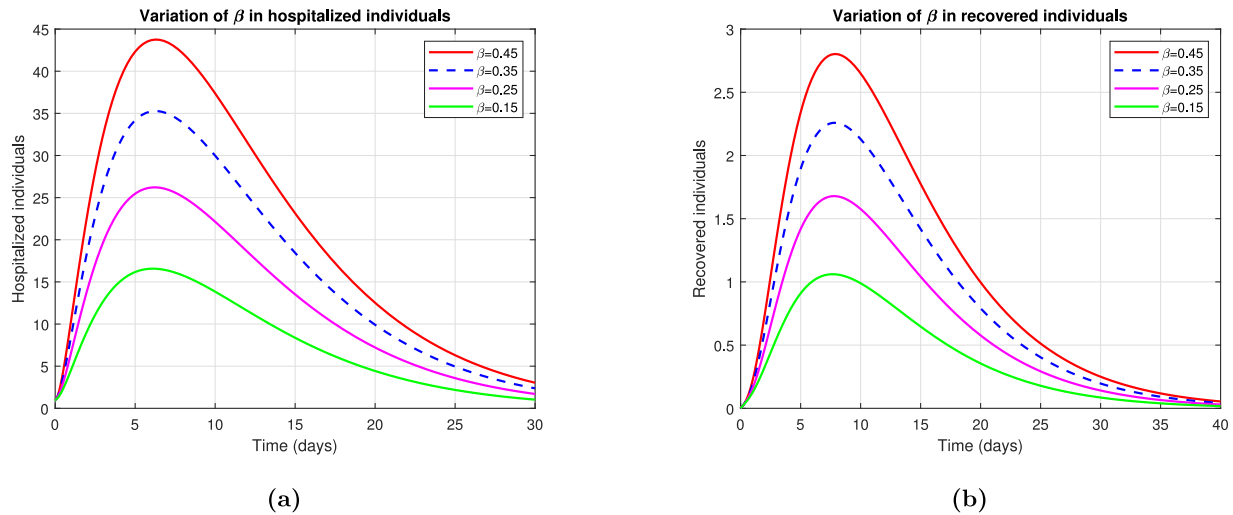 Variation of β in hospitalized individuals
45
40
35
30
25
20
15
10
5
0
Hospitalized individuals
β=0.45
β=0.35
β=0.25
β=0.15
0 5 10 15 20 25 30
Time (days)
(a)
Variation of β in recovered individuals
3
2.5
2
1.5
1
0.5
0
Recovered individuals
β=0.45
β=0.35
β=0.25
β=0.15
0 5 10 15 20 25 30 35 40
Time (days)
(b)